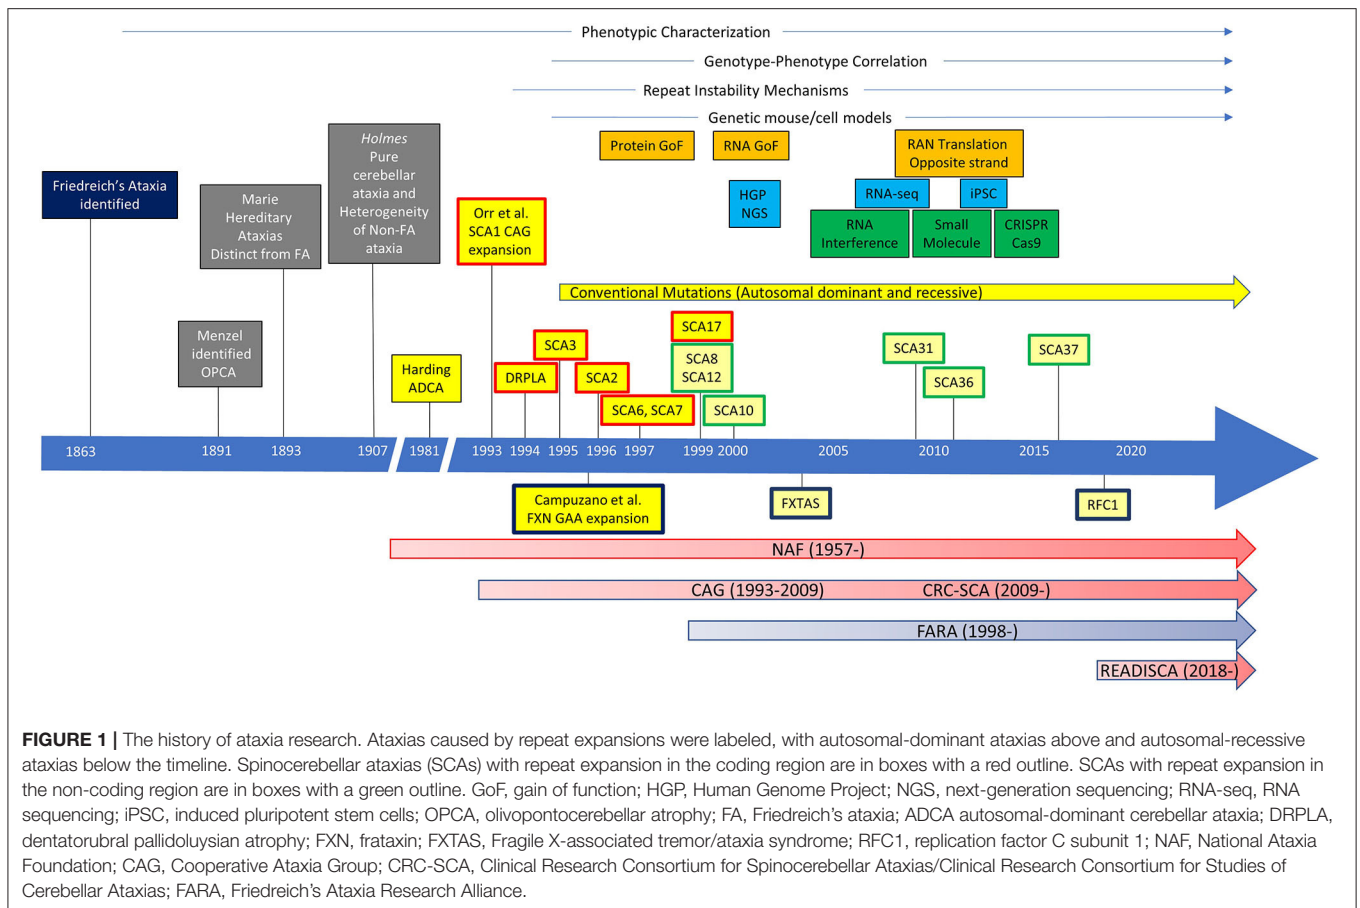 Phenotypic Characterization
Genotype-Phenotype Correlation
Repeat Instability Mechanisms
Genetic mouse/cell models
Friedreich's Ataxia
identified
Marie
Hereditary
Ataxias
Distinct from FA
Holmes
Pure
cerebellar
ataxia and
Heterogeneity
of Non-FA
ataxia
Menzel
identified
OPCA
Harding
ADCA
Orr et al.
SCA1 CAG
expansion
Protein GoF
RNA GoF
RAN Translation
Opposite strand
HGP
NGS
RNA-seq
iPSC
RNA
Interference
Small
Molecule
CRISPR
Cas9
Conventional Mutations (Autosomal dominant and recessive)
DRPLA
SCA3
SCA2
SCA6, SCA7
SCA17
SCA8
SCA12
SCA10
SCA31
SCA36
SCA37
1863
1891
1893
1907
1981
1993
1994
1995
1996
1997
1999
2000
2005
2010
2015
2020
Campuzano et al.
FXN GAA expansion
FXTAS
RFC1
NAF (1957-)
CAG (1993-2009)
CRC-SCA (2009-)
FARA (1998-)
READISCA (2018-)
FIGURE 1 | The history of ataxia research. Ataxias caused by repeat expansions were labeled, with autosomal-dominant ataxias above and autosomal-recessive
ataxias below the timeline. Spinocerebellar ataxias (SCAs) with repeat expansion in the coding region are in boxes with a red outline. SCAs with repeat expansion in
the non-coding region are in boxes with a green outline. GoF, gain of function; HGP, Human Genome Project; NGS, next-generation sequencing; RNA-seq, RNA
sequencing; iPSC, induced pluripotent stem cells; OPCA, olivopontocerebellar atrophy; FA, Friedreich's ataxia; ADCA autosomal-dominant cerebellar ataxia; DRPLA,
dentatorubral pallidoluysian atrophy; FXN, frataxin; FXTAS, Fragile X-associated tremor/ataxia syndrome; RFC1, replication factor C subunit 1; NAF, National Ataxia
Foundation; CAG, Cooperative Ataxia Group; CRC-SCA, Clinical Research Consortium for Spinocerebellar Ataxias/Clinical Research Consortium for Studies of
Cerebellar Ataxias; FARA, Friedreich's Ataxia Research Alliance.